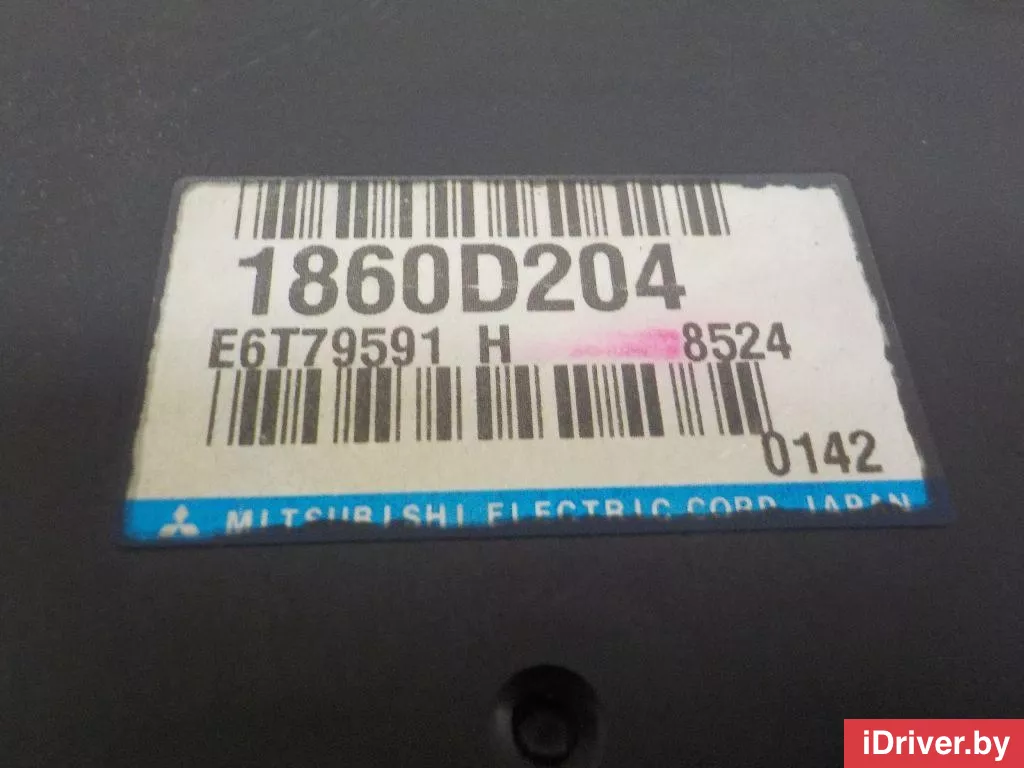 1860D204
E6T79591 H 8524
0142
MITSUBISHI ELECTRIC CORP. JAPAN
iDriver.by